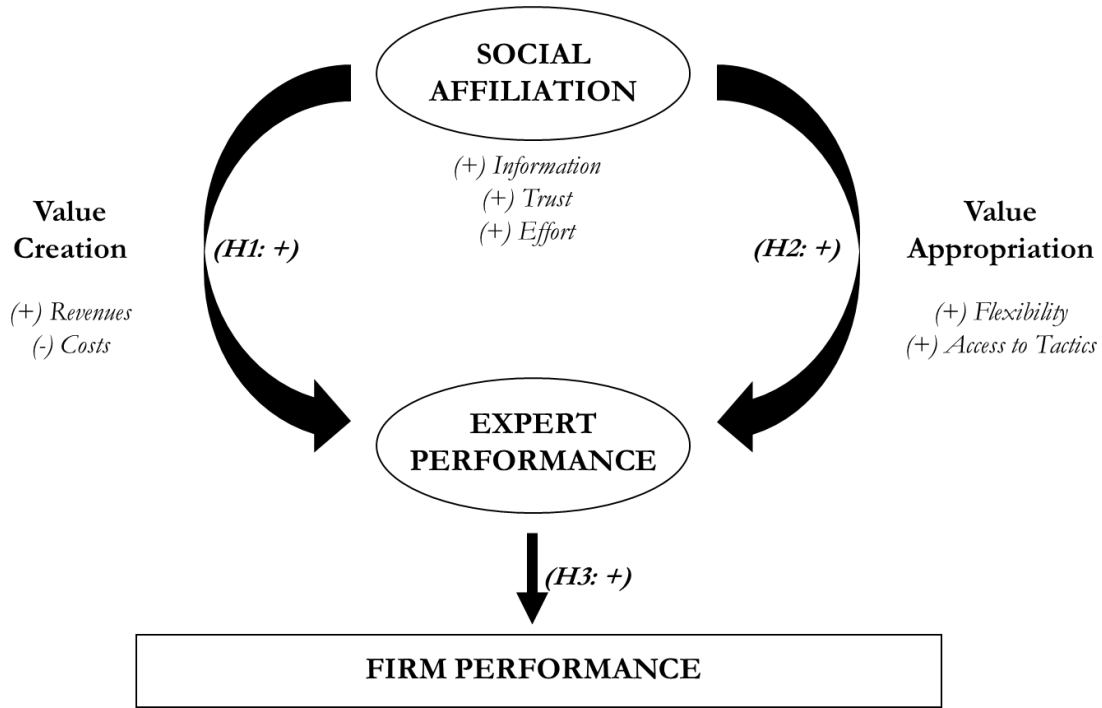 SOCIAL
AFFILIATION
(+) Information
(+) Trust
(+) Effort
Value
Creation
(H1: +)
(+) Revenues
(-) Costs
(H2: +)
Value
Appropriation
(+) Flexibility
(+) Access to Tactics
EXPERT
PERFORMANCE
(H3: +)
FIRM PERFORMANCE